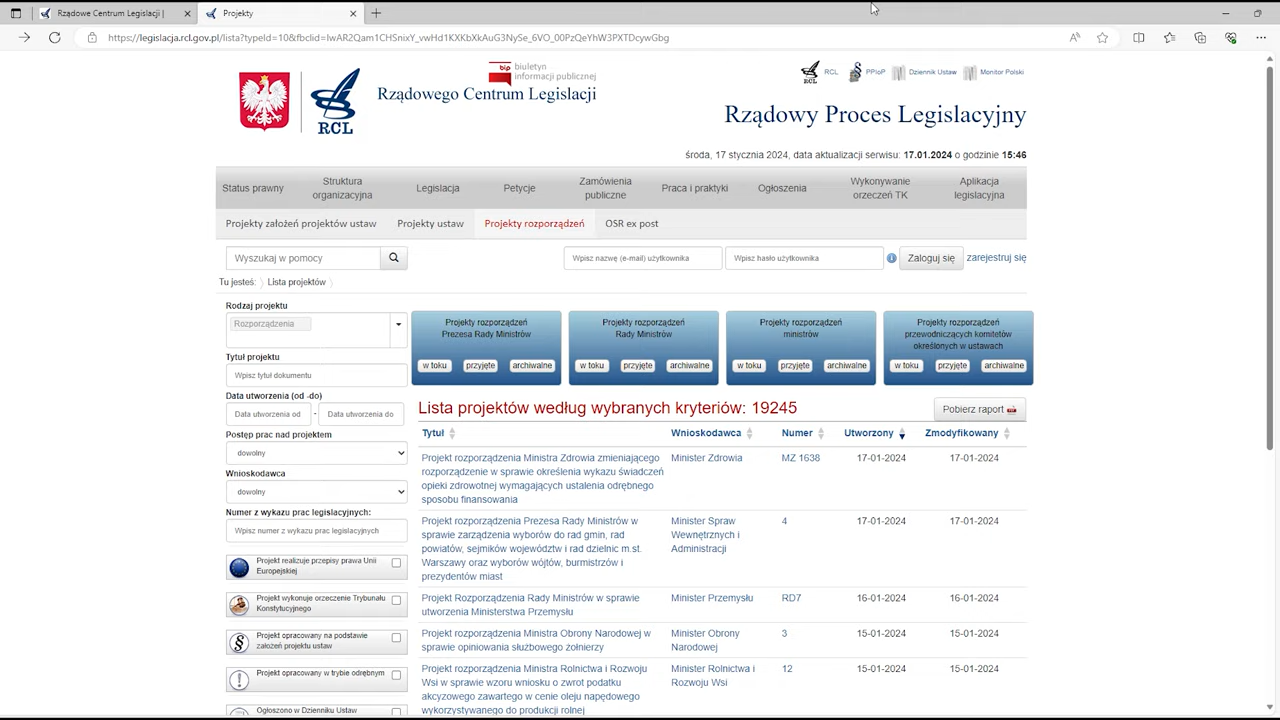 Rządowe Centrum Legislacji |
Projekty
https://legislacja.rcl.gov.pl/lista?typeId=10&fbclid=IwAR2Qam1CHSnixY_vwHd1KXKbXkAuG3NySe_6VO_00PzQeYhW3PXTDcywGbg
bip
biuletyn
informacji publicznej
Rządowego Centrum Legislacji
RCL
RCL PPioP Dziennik Ustaw Monitor Polski
Rządowy Proces Legislacyjny
środa, 17 stycznia 2024, data aktualizacji serwisu: 17.01.2024 o godzinie 15:46
Status prawny
Struktura
organizacyjna
Legislacja
Petycje
Zamówienia
publiczne
Praca i praktyki
Ogłoszenia
Wykonywanie
orzeczeń TK
Aplikacja
legislacyjna
Projekty założeń projektów ustaw Projekty ustaw Projekty rozporządzeń OSR ex post
Wyszukaj w pomocy
Wpisz nazwę (e-mail) użytkownika
Wpisz hasło użytkownika
Zaloguj się
zarejestruj się
Tu jesteś: Lista projektów
Rodzaj projektu
Rozporządzenia
Tytuł projektu
Wpisz tytuł dokumentu
Data utworzenia (od -do)
Data utworzenia od - Data utworzenia do
Postęp prac nad projektem
dowolny
Wnioskodawca
dowolny
Numer z wykazu prac legislacyjnych:
Wpisz numer z wykazu prac legislacyjnych
Projekt realizuje przepisy prawa Unii
Europejskiej
Projekt wykonuje orzeczenie Trybunału
Konstytucyjnego
Projekt opracowany na podstawie
założeń projektu ustaw
Projekt opracowany w trybie odrębnym
Ogłoszono w Dzienniku Ustaw
Projekty rozporządzeń
Prezesa Rady Ministrów
w toku przyjęte archiwalne
Projekty rozporządzeń
Rady Ministrów
w toku przyjęte archiwalne
Projekty rozporządzeń
ministrów
w toku przyjęte archiwalne
Projekty rozporządzeń
przewodniczących komitetów
określonych w ustawach
w toku przyjęte archiwalne
Lista projektów według wybranych kryteriów: 19245
Pobierz raport
Tytuł Wnioskodawca Numer Utworzony Zmodyfikowany
Projekt rozporządzenia Ministra Zdrowia zmieniającego
rozporządzenie w sprawie określenia wykazu świadczeń
opieki zdrowotnej wymagających ustalenia odrębnego
sposobu finansowania
Minister Zdrowia
MZ 1638
17-01-2024
17-01-2024
Projekt rozporządzenia Prezesa Rady Ministrów w
sprawie zarządzenia wyborów do rad gmin, rad
powiatów, sejmików województw i rad dzielnic m.st.
Warszawy oraz wyborów wójtów, burmistrzów i
prezydentów miast
Minister Spraw
Wewnętrznych i
Administracji
4
17-01-2024
17-01-2024
Projekt Rozporządzenia Rady Ministrów w sprawie
utworzenia Ministerstwa Przemysłu
Minister Przemysłu
RD7
16-01-2024
16-01-2024
Projekt rozporządzenia Ministra Obrony Narodowej w
sprawie opiniowania służbowego żołnierzy
Minister Obrony
Narodowej
3
15-01-2024
15-01-2024
Projekt rozporządzenia Ministra Rolnictwa i Rozwoju
Wsi w sprawie wzoru wniosku o zwrot podatku
akcyzowego zawartego w cenie oleju napędowego
wykorzystywanego do produkcji rolnej
Minister Rolnictwa i
Rozwoju Wsi
12
15-01-2024
15-01-2024